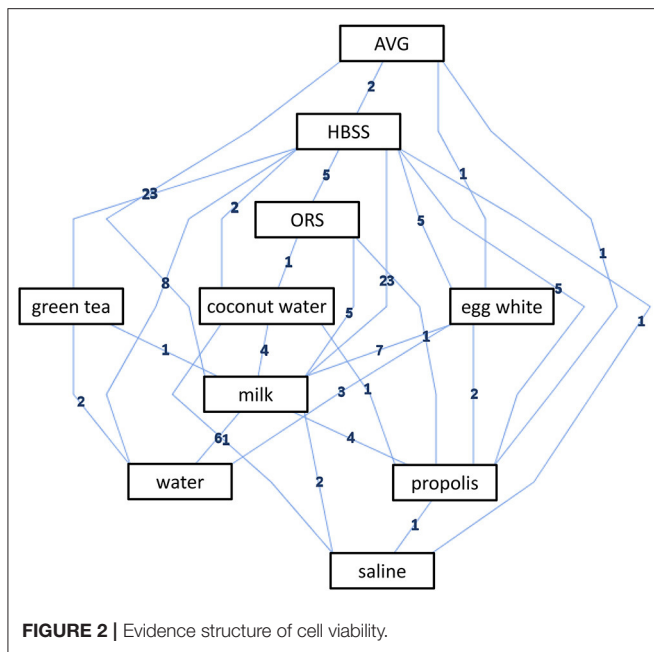 AVG
2
HBSS
23
5
1
2
5
ORS
1
1
8
23
5
green tea
coconut water
egg white
5
1
1
1
4
7
milk
3
1
2
2
61
4
water
2
propolis
1
saline
FIGURE 2 | Evidence structure of cell viability.